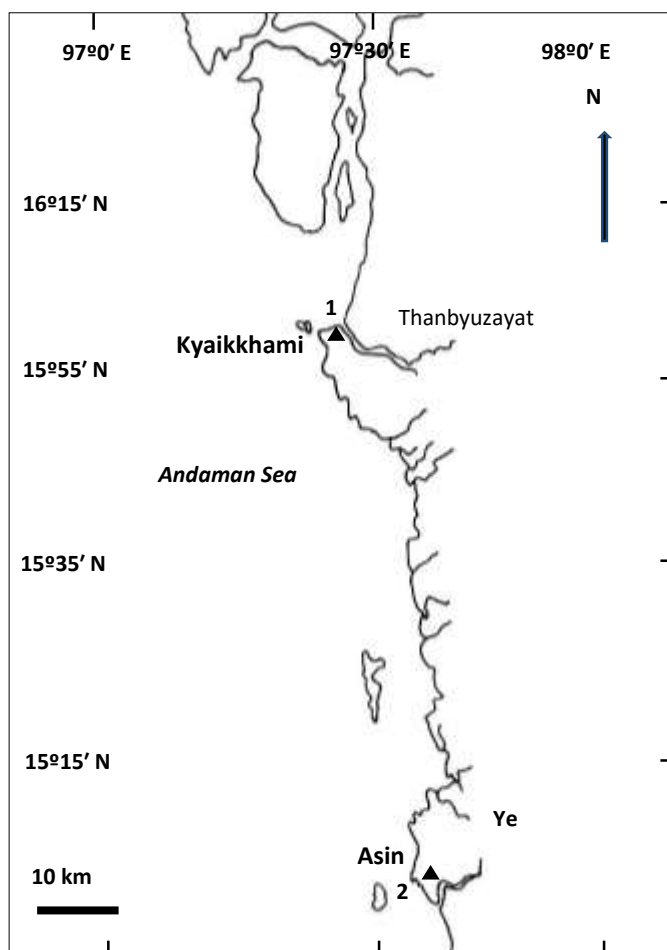 97º0′ E
97º30′ E
98º0′ E
N
16º15′ N
1
Thanbyuzayat
Kyaikkhami
15º55′ N
Andaman Sea
15º35′ N
15º15′ N
Ye
Asin
10 km
2